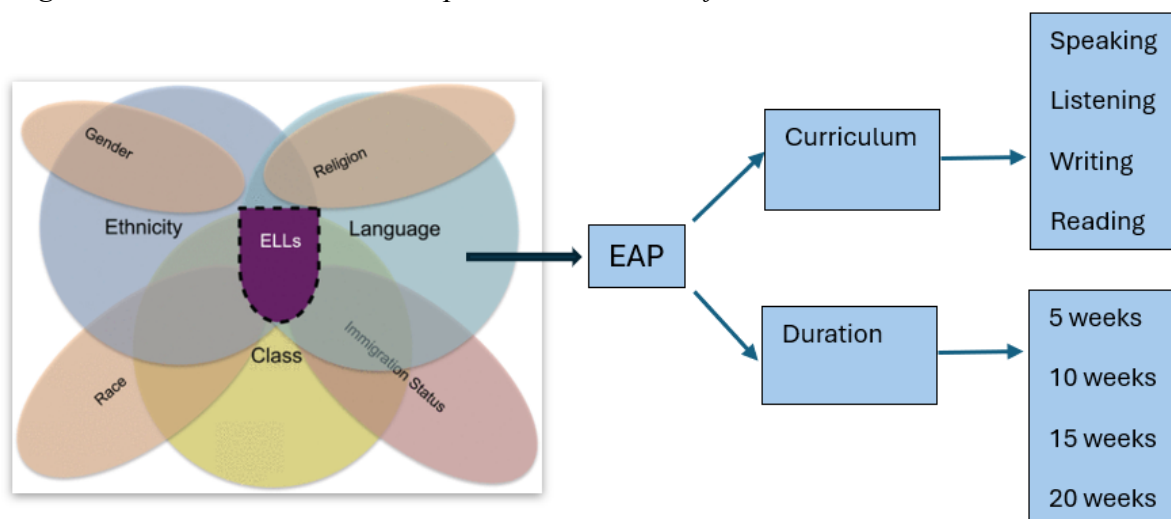 Gender
Religion
Ethnicity
ELLs
Language
Class
Race
Immigration Status
EAP
Curriculum
Duration
Speaking
Listening
Writing
Reading
5 weeks
10 weeks
15 weeks
20 weeks